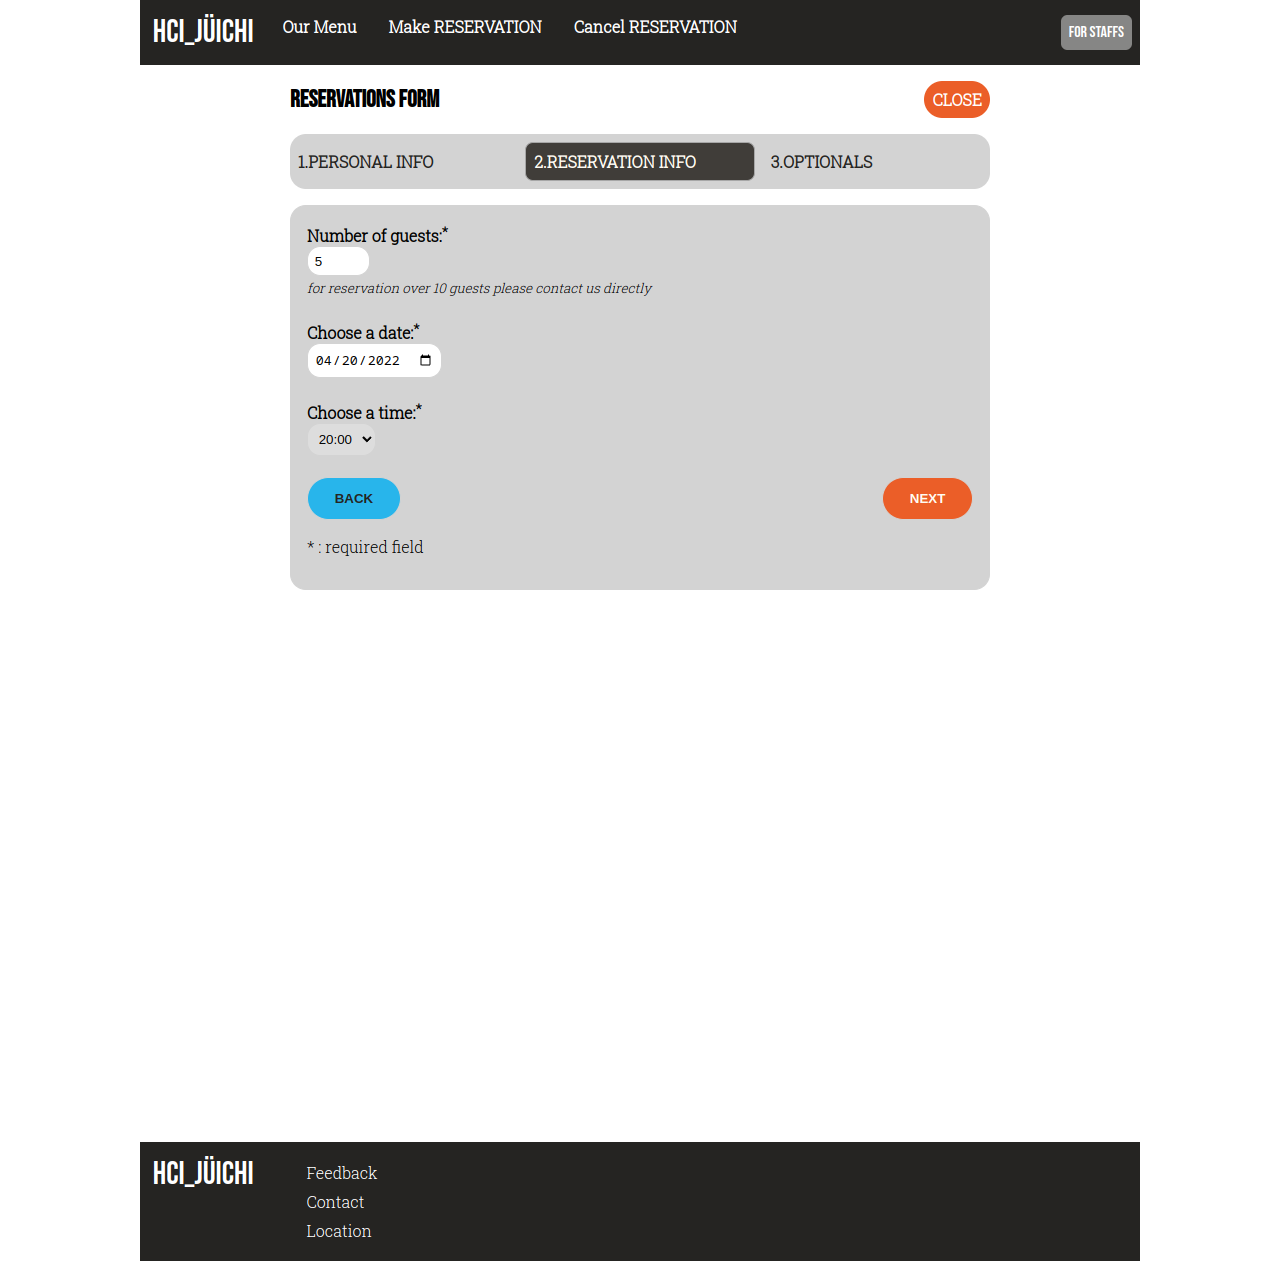 HCI_JÜICHI
Our Menu
Make RESERVATION
Cancel RESERVATION
FOR STAFFS
RESERVATIONS FORM
CLOSE
1.PERSONAL INFO
2.RESERVATION INFO
3.OPTIONALS
Number of guests:*
5
for reservation over 10 guests please contact us directly
Choose a date:*
04/20/2022
Choose a time:*
20:00
BACK
NEXT
* : required field
HCI_JÜICHI
Feedback
Contact
Location